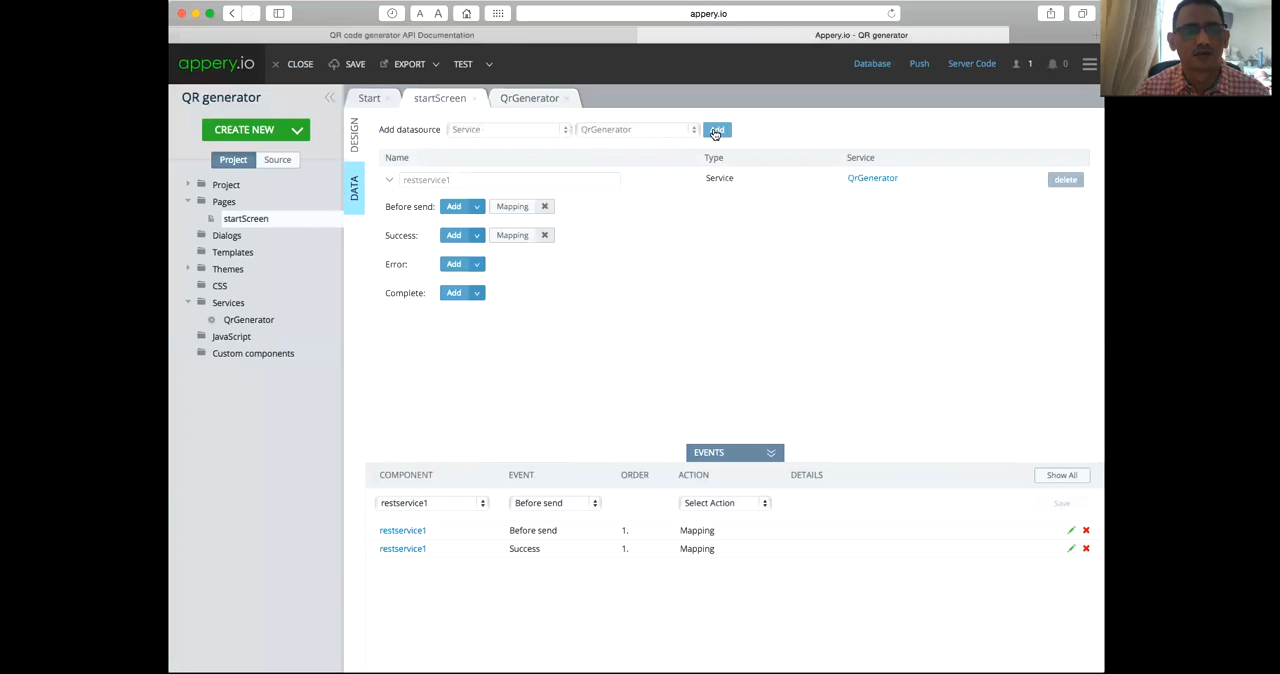 A A appery.io
QR code generator API Documentation Appery.io - QR generator
appery.io × CLOSE SAVE EXPORT TEST Database Push Server Code 1 0
QR generator Start startScreen QrGenerator
CREATE NEW
DESIGN
DATA
Add datasource Service QrGenerator Add
Project Source
Name Type Service
restservice1 Service QrGenerator delete
Project
Pages
startScreen
Dialogs
Templates
Themes
CSS
Services
QrGenerator
JavaScript
Custom components
Before send: Add Mapping ×
Success: Add Mapping ×
Error: Add
Complete: Add
EVENTS
COMPONENT EVENT ORDER ACTION DETAILS Show All
restservice1 Before send Select Action Save
restservice1 Before send 1. Mapping
restservice1 Success 1. Mapping